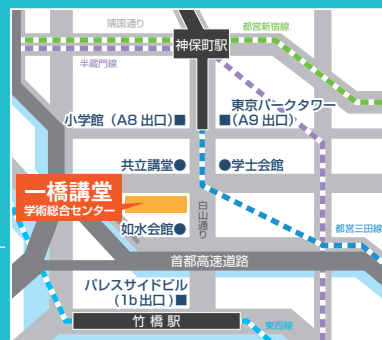 靖国通り
都営新宿線
神保町駅
半蔵門線
東京パークタワー
小学館（A8 出口）■
■（A9 出口）
共立講堂●
●学士会館
一橋講堂
学術総合センター
白山通り
如水会館●
都営三田線
首都高速道路
パレスサイドビル
（1b出口）■
竹橋駅
東西線